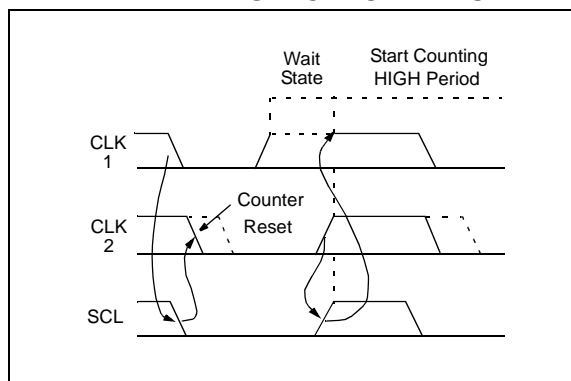 Wait
State
Start Counting
HIGH Period
CLK
1
Counter
Reset
CLK
2
SCL